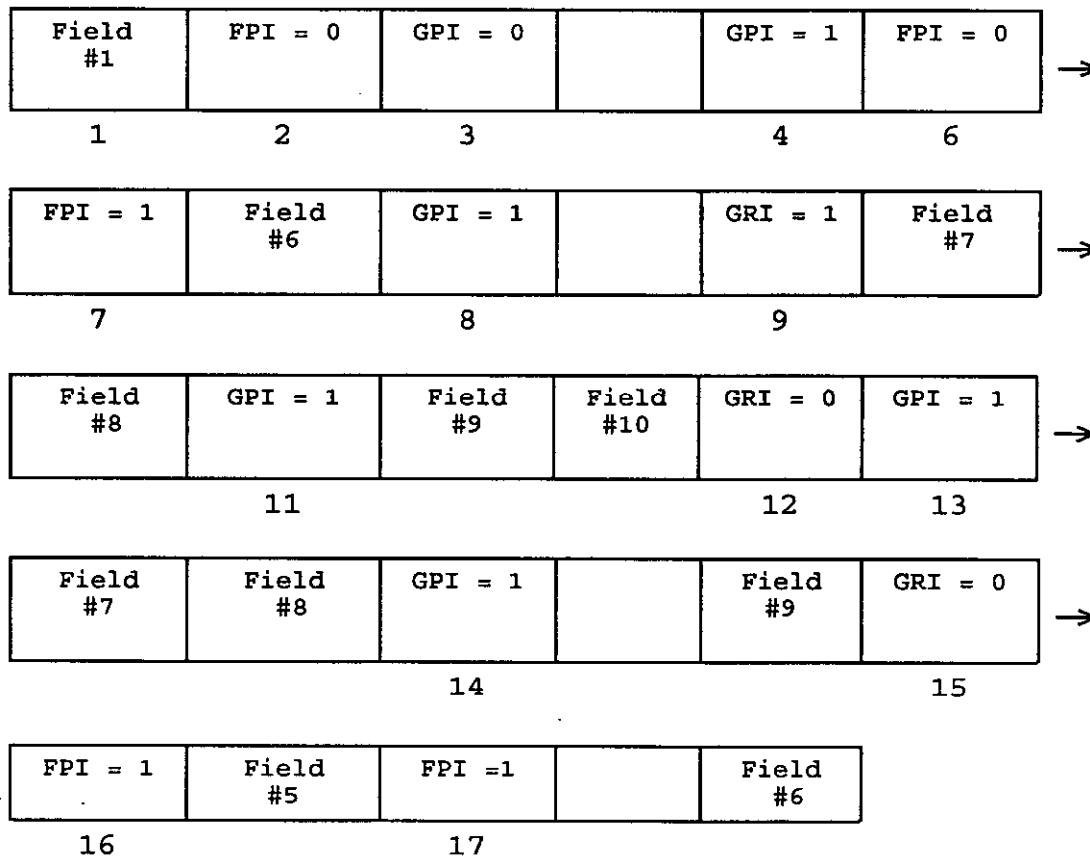 Field FPI = 0 GPI = 0 GPI = 1 FPI = 0
#1
1 2 3 4 6
FPI = 1 Field GPI = 1 GRI = 1 Field
#6 #7
7 8 9
Field GPI = 1 Field Field GRI = 0 GPI = 1
#8 #9 #10
11 12 13
Field Field GPI = 1 Field GRI = 0
#7 #8 #9
14 15
FPI = 1 Field FPI =1 Field
#5 #6
16 17